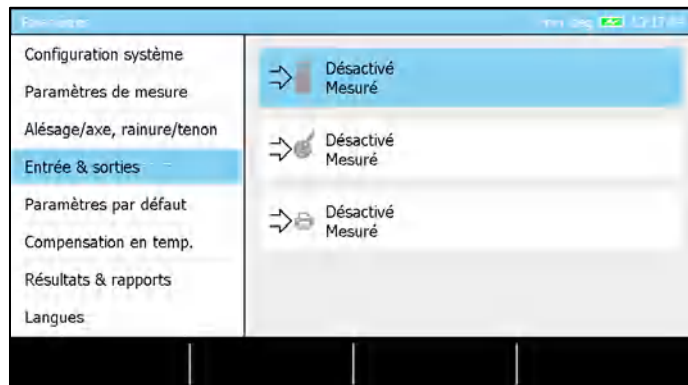 Configuration système
Paramètres de mesure
Alésage/axe, rainure/tenon
Entrée & sorties
Paramètres par défaut
Compensation en temp.
Résultats & rapports
Langues
Désactivé
Mesuré
Désactivé
Mesuré
Désactivé
Mesuré